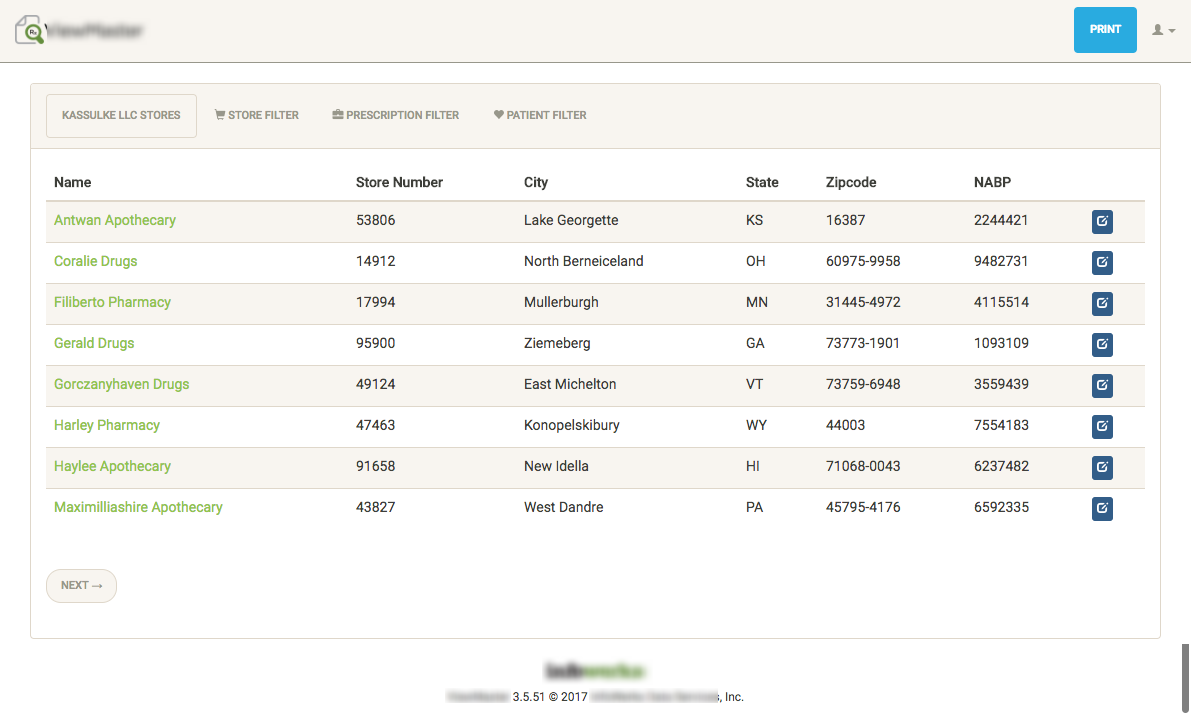 PRINT
KASSULKE LLC STORES STORE FILTER PRESCRIPTION FILTER PATIENT FILTER
Name Store Number City State Zipcode NABP
Antwan Apothecary 53806 Lake Georgette KS 16387 2244421
Coralie Drugs 14912 North Berneiceland OH 60975-9958 9482731
Filiberto Pharmacy 17994 Mullerburgh MN 31445-4972 4115514
Gerald Drugs 95900 Ziemeberg GA 73773-1901 1093109
Gorczanyhaven Drugs 49124 East Michelton VT 73759-6948 3559439
Harley Pharmacy 47463 Konopelskibury WY 44003 7554183
Haylee Apothecary 91658 New Idella HI 71068-0043 6237482
Maximilliashire Apothecary 43827 West Dandre PA 45795-4176 6592335
NEXT →
3.5.51 © 2017 , Inc.